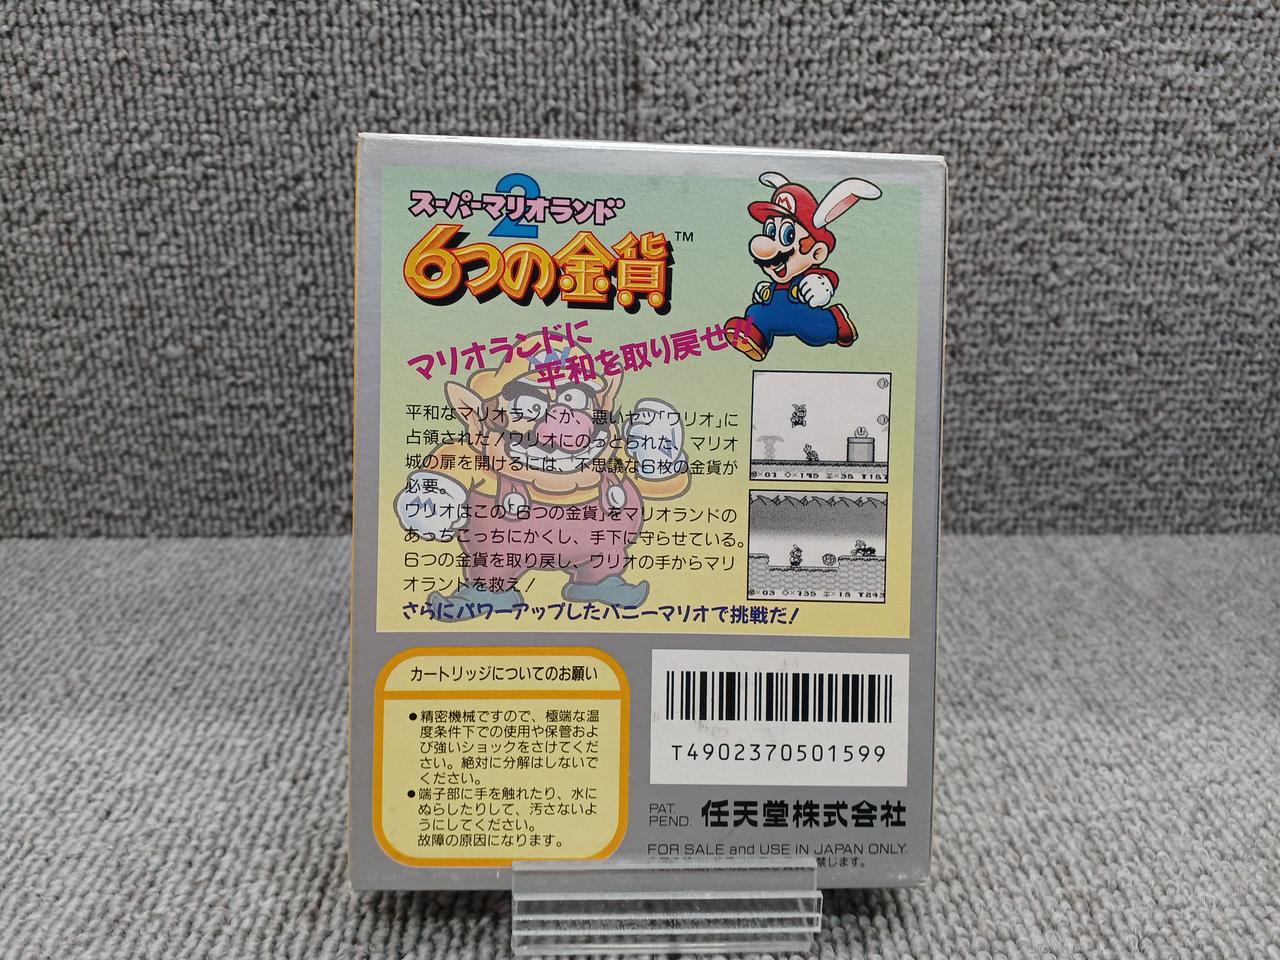 スーパーマリオランド2
6つの金貨™
マリオランドに
平和を取り戻せ!!
平和なマリオランドが、悪いヤツ「ワリオ」に
占領された!ワリオにのっとられた、マリオ
城の扉を開けるには、不思議な6枚の金貨が
必要。
ワリオはこの「6つの金貨」をマリオランドの
あっちこっちにかくし、手下に守らせている。
6つの金貨を取り戻し、ワリオの手からマリ
オランドを救え!
さらにパワーアップしたバニーマリオで挑戦だ!
カートリッジについてのお願い
●精密機械ですので、極端な温
度条件下での使用や保管およ
び強いショックをさけてくだ
さい。絶対に分解はしないで
ください。
●端子部に手を触れたり、水に
ぬらしたりして、汚さないよ
うにしてください。
故障の原因になります。
T4902370501599
PAT.
PEND.
任天堂株式会社
FOR SALE and USE IN JAPAN ONLY.
禁じます。